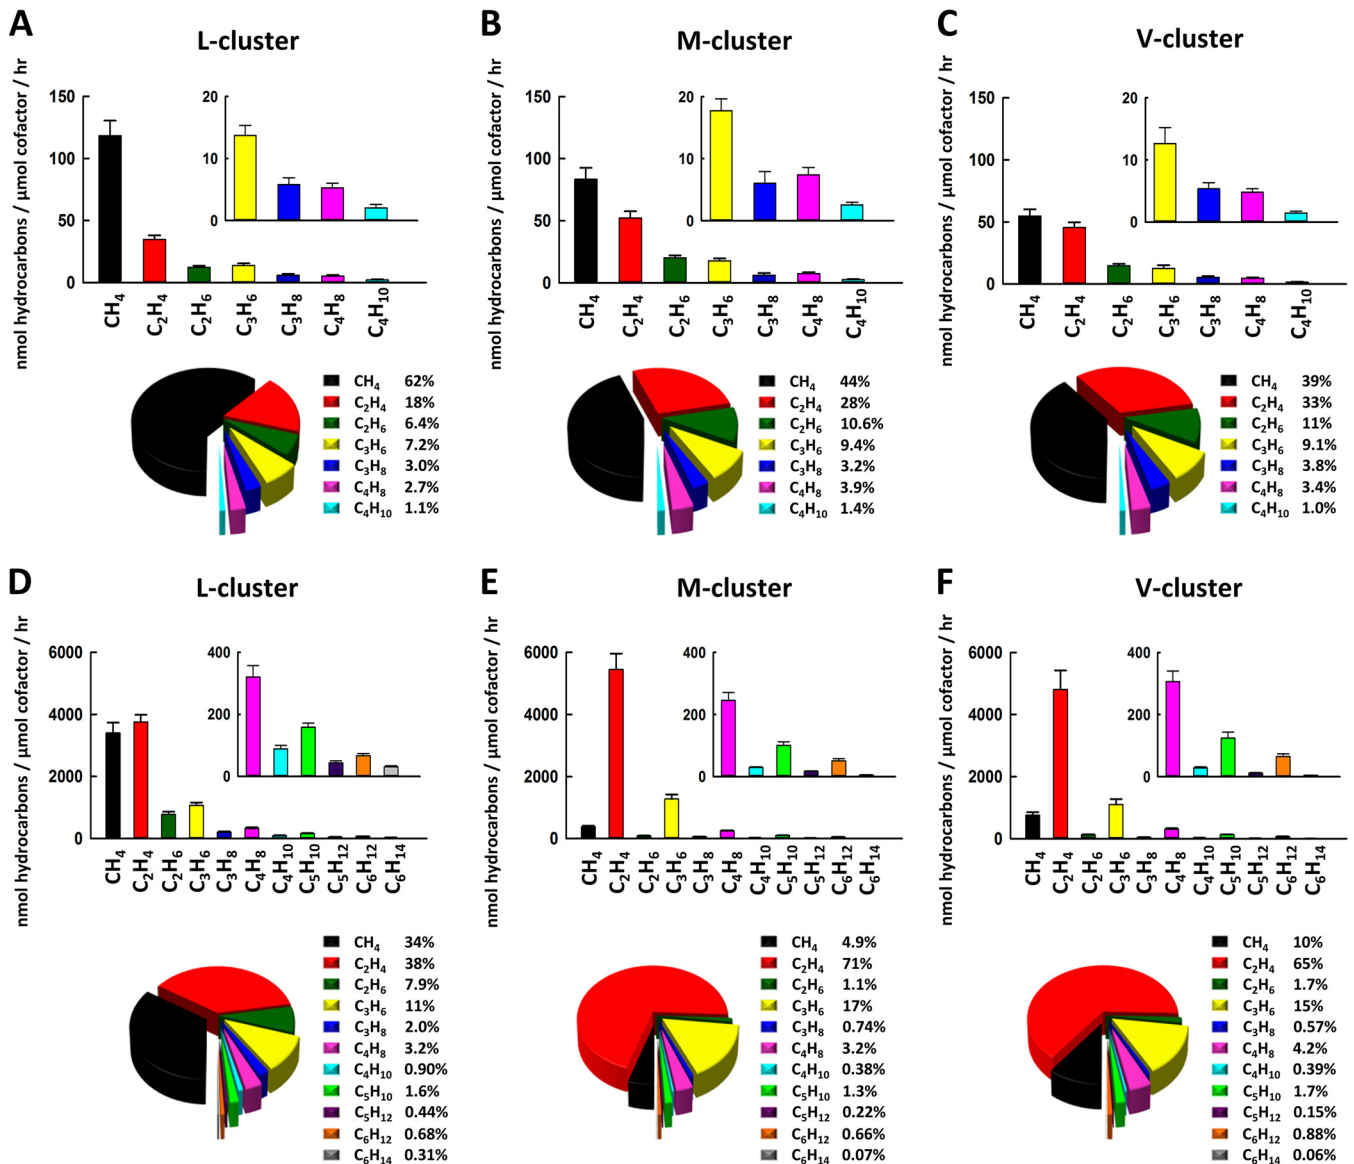 A
L-cluster
nmol hydrocarbons / µmol cofactor / hr
150
100
50
0
20
10
0
CH₄
C₂H₄
C₂H₆
C₃H₆
C₃H₈
C₄H₈
C₄H₁₀
CH₄ 62%
C₂H₄ 18%
C₂H₆ 6.4%
C₃H₆ 7.2%
C₃H₈ 3.0%
C₄H₈ 2.7%
C₄H₁₀ 1.1%
B
M-cluster
nmol hydrocarbons / µmol cofactor / hr
150
100
50
0
20
10
0
CH₄
C₂H₄
C₂H₆
C₃H₆
C₃H₈
C₄H₈
C₄H₁₀
CH₄ 44%
C₂H₄ 28%
C₂H₆ 10.6%
C₃H₆ 9.4%
C₃H₈ 3.2%
C₄H₈ 3.9%
C₄H₁₀ 1.4%
C
V-cluster
nmol hydrocarbons / µmol cofactor / hr
150
100
50
0
20
10
0
CH₄
C₂H₄
C₂H₆
C₃H₆
C₃H₈
C₄H₈
C₄H₁₀
CH₄ 39%
C₂H₄ 33%
C₂H₆ 11%
C₃H₆ 9.1%
C₃H₈ 3.8%
C₄H₈ 3.4%
C₄H₁₀ 1.0%
D
L-cluster
nmol hydrocarbons / µmol cofactor / hr
6000
4000
2000
0
400
200
0
CH₄
C₂H₄
C₂H₆
C₃H₆
C₃H₈
C₄H₈
C₄H₁₀
C₅H₁₀
C₅H₁₂
C₆H₁₂
C₆H₁₄
CH₄ 34%
C₂H₄ 38%
C₂H₆ 7.9%
C₃H₆ 11%
C₃H₈ 2.0%
C₄H₈ 3.2%
C₄H₁₀ 0.90%
C₅H₁₀ 1.6%
C₅H₁₂ 0.44%
C₆H₁₂ 0.68%
C₆H₁₄ 0.31%
E
M-cluster
nmol hydrocarbons / µmol cofactor / hr
6000
4000
2000
0
400
200
0
CH₄
C₂H₄
C₂H₆
C₃H₆
C₃H₈
C₄H₈
C₄H₁₀
C₅H₁₀
C₅H₁₂
C₆H₁₂
C₆H₁₄
CH₄ 4.9%
C₂H₄ 71%
C₂H₆ 1.1%
C₃H₆ 17%
C₃H₈ 0.74%
C₄H₈ 3.2%
C₄H₁₀ 0.38%
C₅H₁₀ 1.3%
C₅H₁₂ 0.22%
C₆H₁₂ 0.66%
C₆H₁₄ 0.07%
F
V-cluster
nmol hydrocarbons / µmol cofactor / hr
6000
4000
2000
0
400
200
0
CH₄
C₂H₄
C₂H₆
C₃H₆
C₃H₈
C₄H₈
C₄H₁₀
C₅H₁₀
C₅H₁₂
C₆H₁₂
C₆H₁₄
CH₄ 10%
C₂H₄ 65%
C₂H₆ 1.7%
C₃H₆ 15%
C₃H₈ 0.57%
C₄H₈ 4.2%
C₄H₁₀ 0.39%
C₅H₁₀ 1.7%
C₅H₁₂ 0.15%
C₆H₁₂ 0.88%
C₆H₁₄ 0.06%